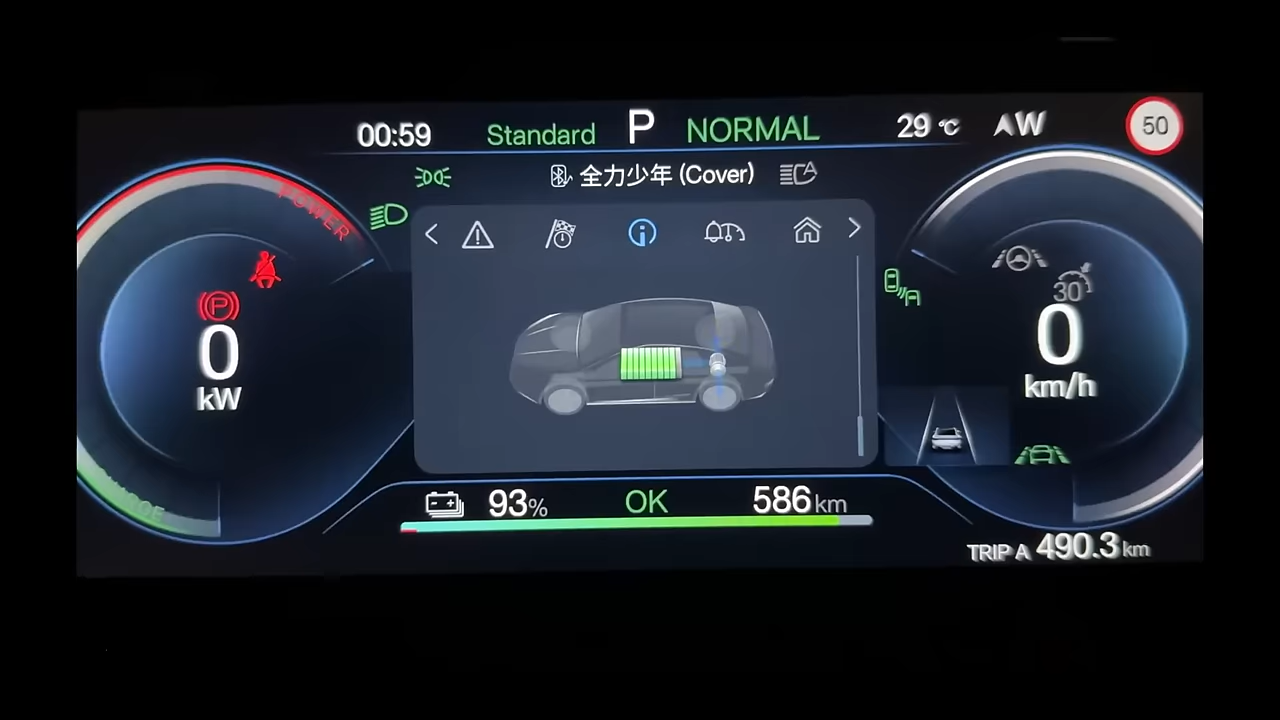 00:59 Standard P NORMAL 29 °C W 50
全力少年 (Cover)
POWER
30
0
kW
0
km/h
93% OK 586 km
TRIP A 490.3 km